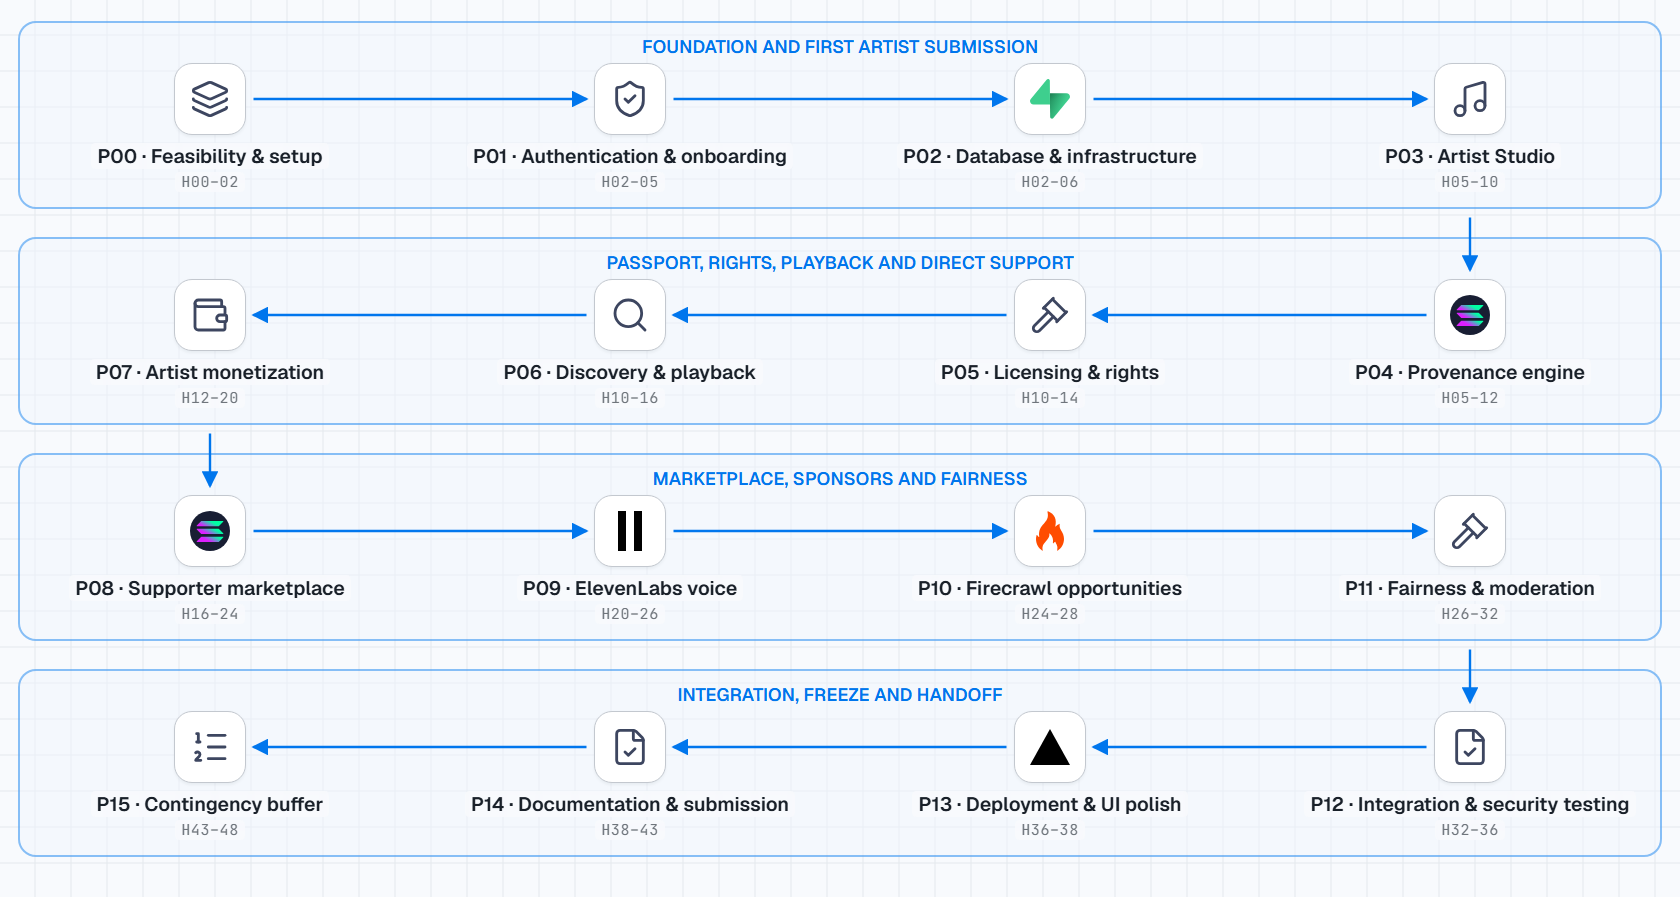 FOUNDATION AND FIRST ARTIST SUBMISSION
P00 · Feasibility & setup
H00–02
P01 · Authentication & onboarding
H02–05
P02 · Database & infrastructure
H02–06
P03 · Artist Studio
H05–10
PASSPORT, RIGHTS, PLAYBACK AND DIRECT SUPPORT
P07 · Artist monetization
H12–20
P06 · Discovery & playback
H10–16
P05 · Licensing & rights
H10–14
P04 · Provenance engine
H05–12
MARKETPLACE, SPONSORS AND FAIRNESS
P08 · Supporter marketplace
H16–24
P09 · ElevenLabs voice
H20–26
P10 · Firecrawl opportunities
H24–28
P11 · Fairness & moderation
H26–32
INTEGRATION, FREEZE AND HANDOFF
1
2
P15 · Contingency buffer
H43–48
P14 · Documentation & submission
H38–43
P13 · Deployment & UI polish
H36–38
P12 · Integration & security testing
H32–36